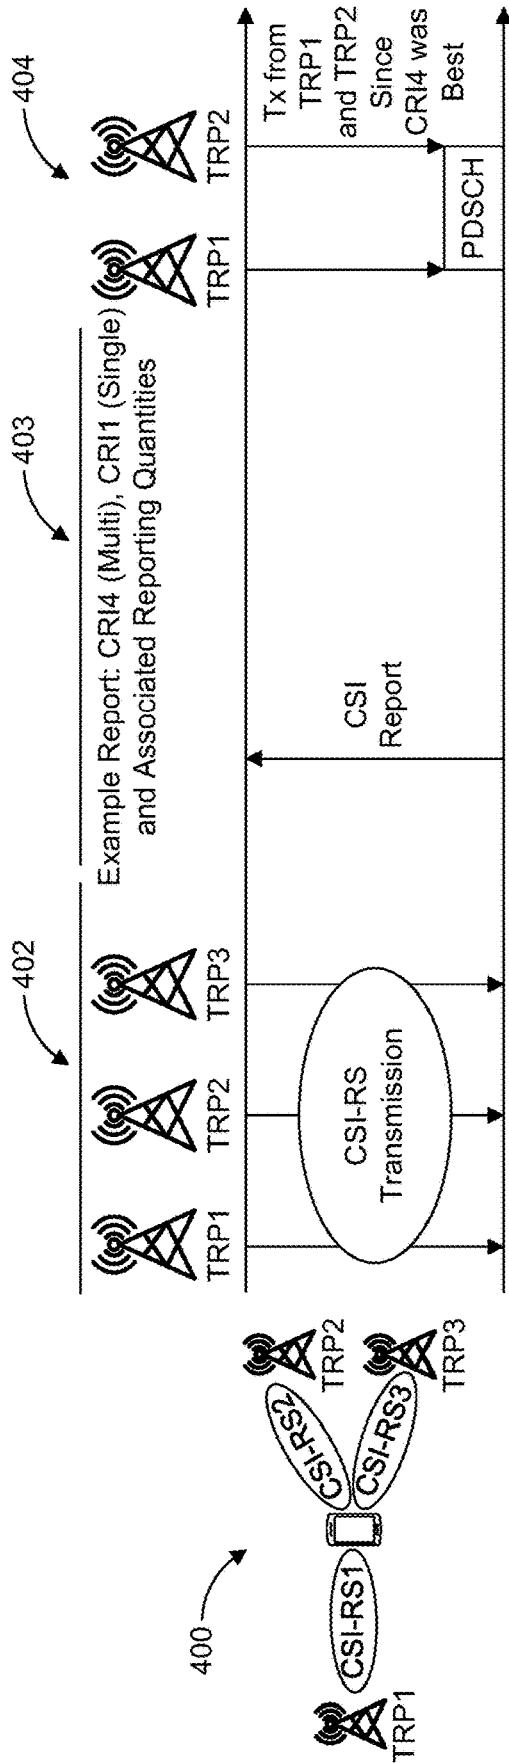 400
TRP1
CSI-RS1
CSI-RS2
CSI-RS3
TRP2
TRP3
402
TRP1
TRP2
TRP3
CSI-RS
Transmission
403
Example Report: CRI4 (Multi), CRI1 (Single)
and Associated Reporting Quantities
CSI
Report
404
TRP1
TRP2
Tx from
TRP1
and TRP2
Since
CRI4 was
Best
PDSCH